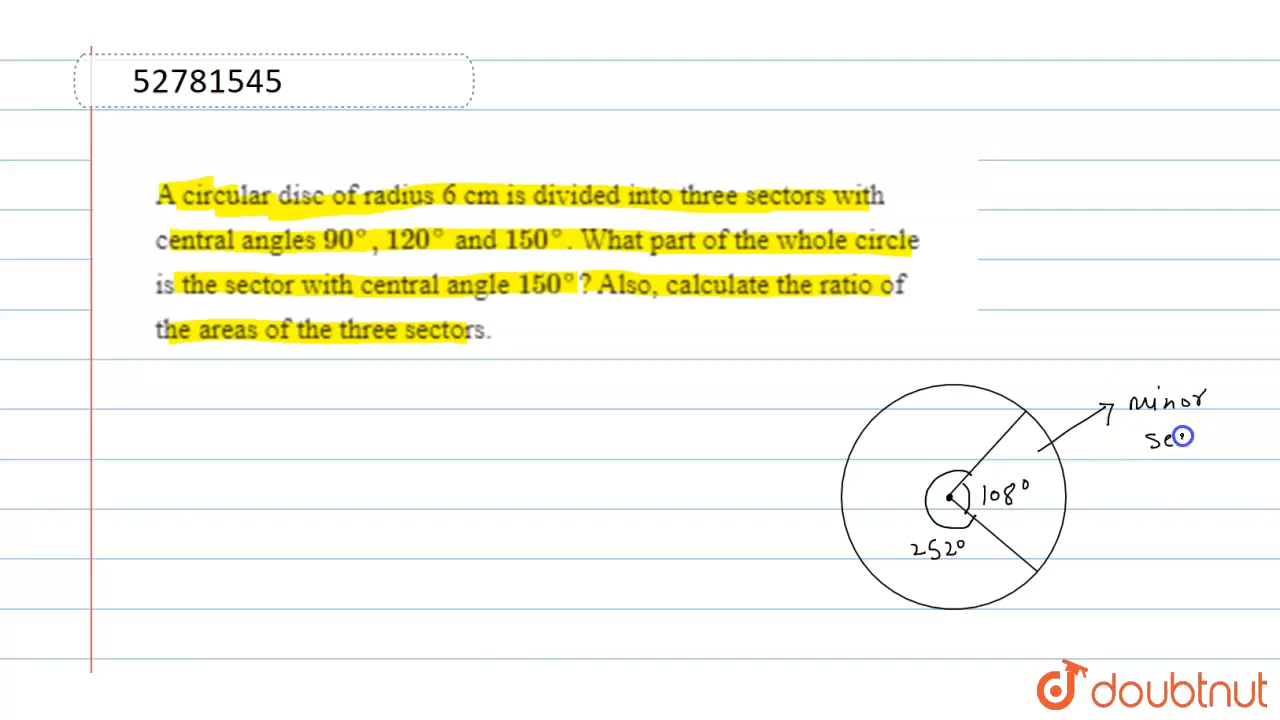 52781545
A circular disc of radius 6 cm is divided into three sectors with
central angles 90°, 120° and 150°. What part of the whole circle
is the sector with central angle 150°? Also, calculate the ratio of
the areas of the three sectors.
minor
se
108°
252°
doubtnut